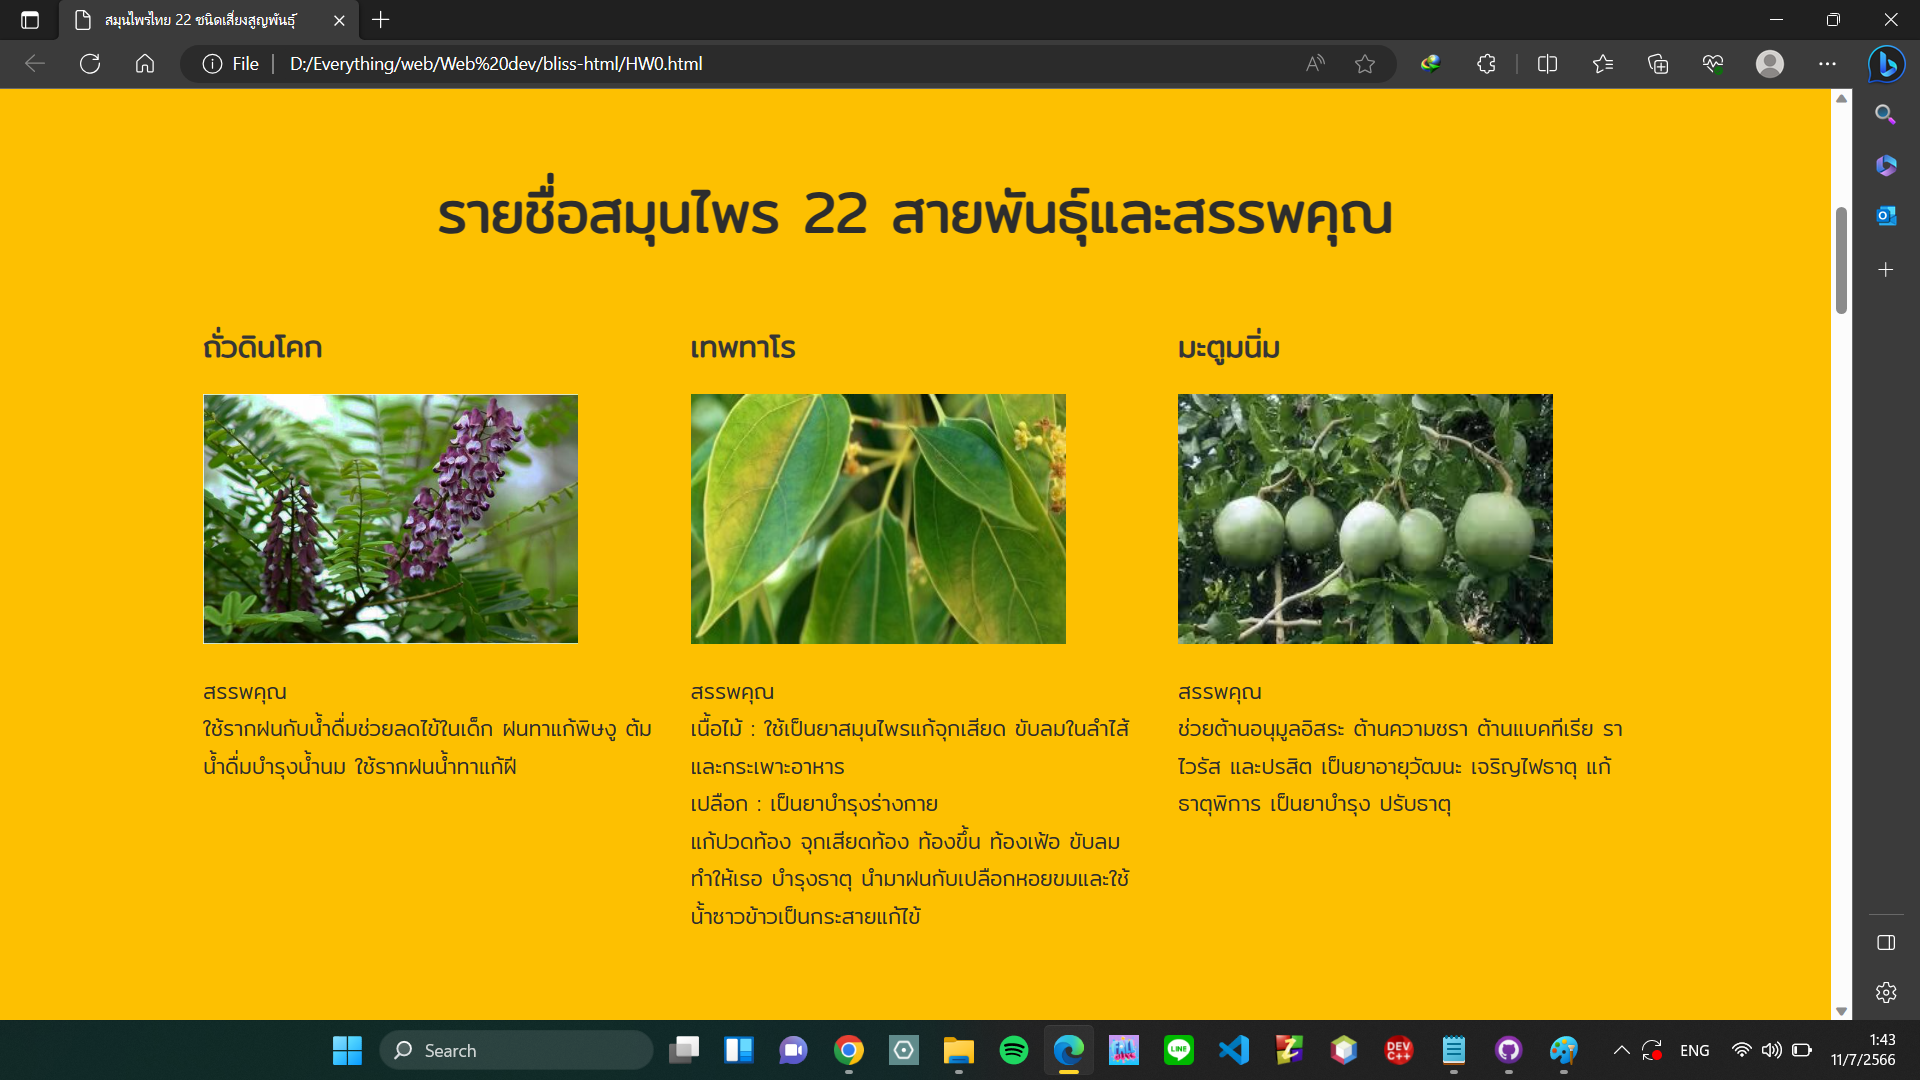 สมุนไพรไทย 22 ชนิดเสี่ยงสูญพันธุ์
File
D:/Everything/web/Web%20dev/bliss-html/HW0.html
รายชื่อสมุนไพร 22 สายพันธุ์และสรรพคุณ
ถั่วดินโคก
สรรพคุณ
ใช้รากฝนกับน้ำดื่มช่วยลดไข้ในเด็ก ฝนทาแก้พิษงู ต้ม
น้ำดื่มบำรุงน้ำนม ใช้รากฝนน้ำทาแก้ฝี
เทพทาโร
สรรพคุณ
เนื้อไม้ : ใช้เป็นยาสมุนไพรแก้จุกเสียด ขับลมในลำไส้
และกระเพาะอาหาร
เปลือก : เป็นยาบำรุงร่างกาย
แก้ปวดท้อง จุกเสียดท้อง ท้องขึ้น ท้องเฟ้อ ขับลม
ทำให้เรอ บำรุงธาตุ นำมาฝนกับเปลือกหอยขมและใช้
น้ำซาวข้าวเป็นกระสายแก้ไข้
มะตูมนิ่ม
สรรพคุณ
ช่วยต้านอนุมูลอิสระ ต้านความชรา ต้านแบคทีเรีย รา
ไวรัส และปรสิต เป็นยาอายุวัฒนะ เจริญไฟธาตุ แก้
ธาตุพิการ เป็นยาบำรุง ปรับธาตุ
Search
LINE
DEV
C++
ENG
1:43
11/7/2566